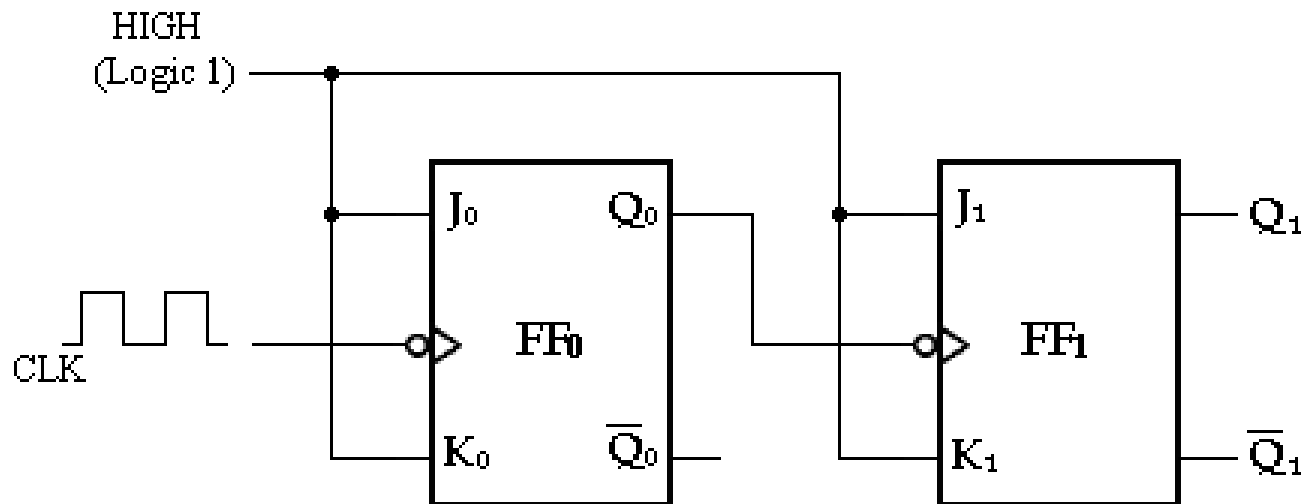 HIGH
(Logic 1)
J₀ Q₀ J₁ Q₁
FF₀ FF₁
CLK
K₀ Q̅₀ K₁ Q̅₁